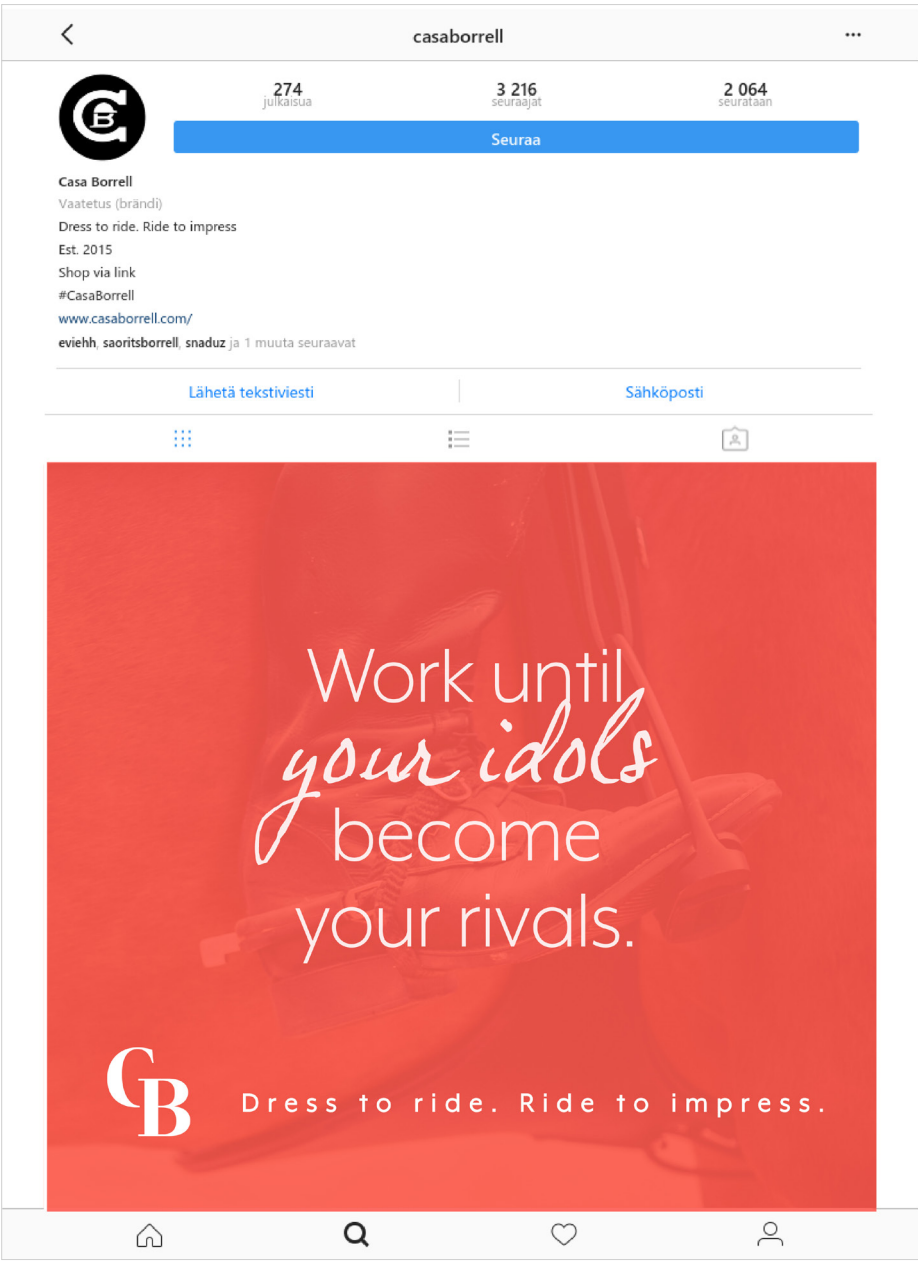 casaborrell
274 3 216 2 064
julkaisua seuraajat seurataan
Seuraa
Casa Borrell
Vaatetus (brändi)
Dress to ride. Ride to impress
Est. 2015
Shop via link
#CasaBorrell
www.casaborrell.com/
eviehh, saoritsborrell, snaduz ja 1 muuta seuraavat
Lähetä tekstiviesti Sähköposti
Work until
your idols
become
your rivals.
CB Dress to ride. Ride to impress.